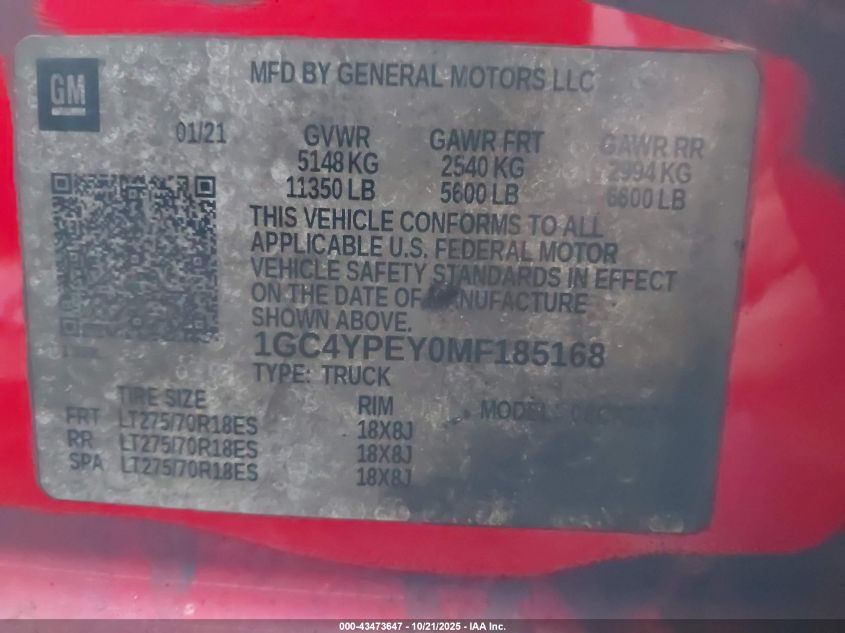 GM
MFD BY GENERAL MOTORS LLC
01/21 GVWR GAWR FRT GAWR RR
5148 KG 2540 KG 2994 KG
11350 LB 5600 LB 6600 LB
THIS VEHICLE CONFORMS TO ALL
APPLICABLE U.S. FEDERAL MOTOR
VEHICLE SAFETY STANDARDS IN EFFECT
ON THE DATE OF MANUFACTURE
SHOWN ABOVE.
1GC4YPEY0MF185168
TYPE: TRUCK
TIRE SIZE RIM MODEL:
FRT LT275/70R18ES 18X8J
RR LT275/70R18ES 18X8J
SPA LT275/70R18ES 18X8J
000-43473647 - 10/21/2025 - IAA Inc.